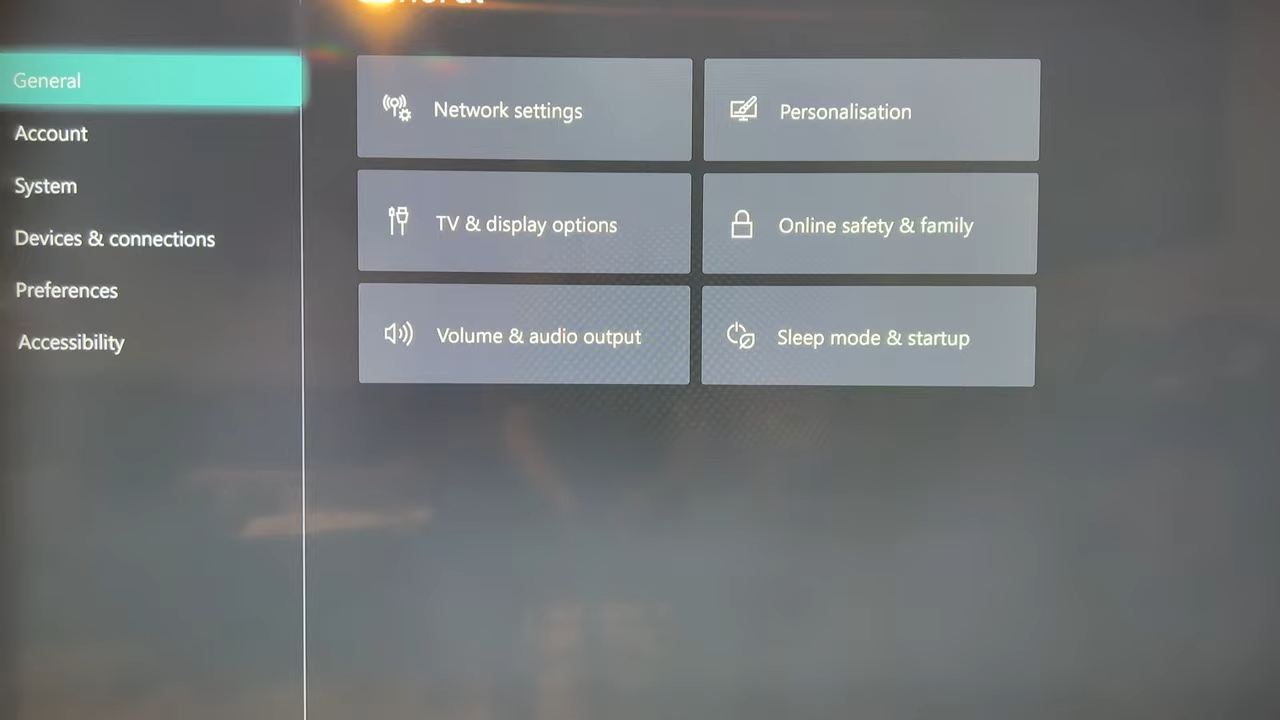 General
Account
System
Devices & connections
Preferences
Accessibility
Network settings
Personalisation
TV & display options
Online safety & family
Volume & audio output
Sleep mode & startup